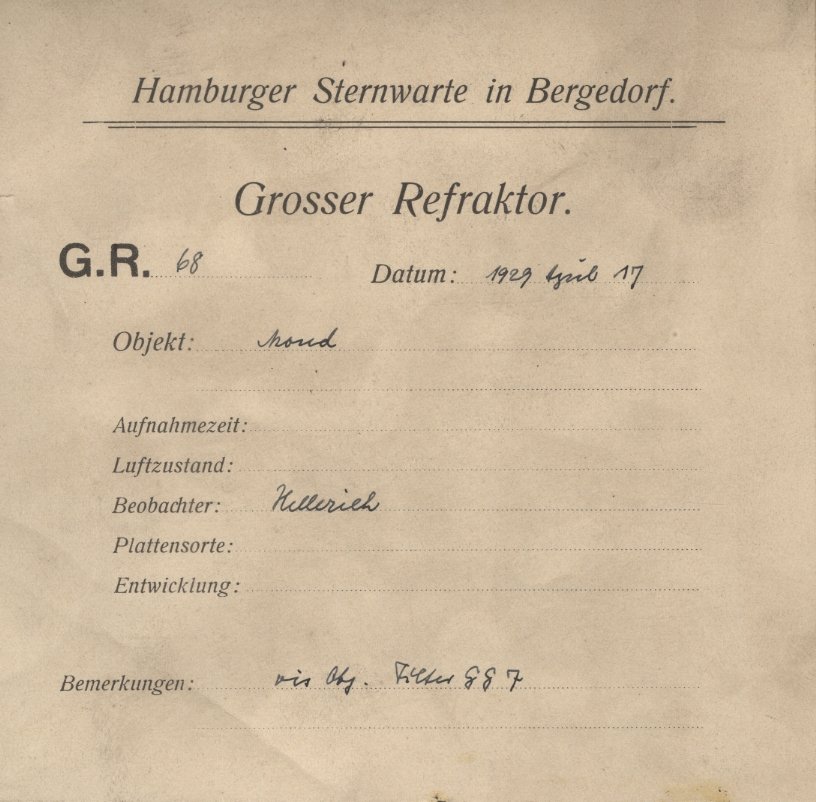 Hamburger Sternwarte in Bergedorf.
Grosser Refraktor.
G.R. 68 Datum: 1929 April 17
Objekt: Mond
Aufnahmezeit:
Luftzustand:
Beobachter: Hellerich
Plattensorte:
Entwicklung:
Bemerkungen: vis Obj. Filter GG 7